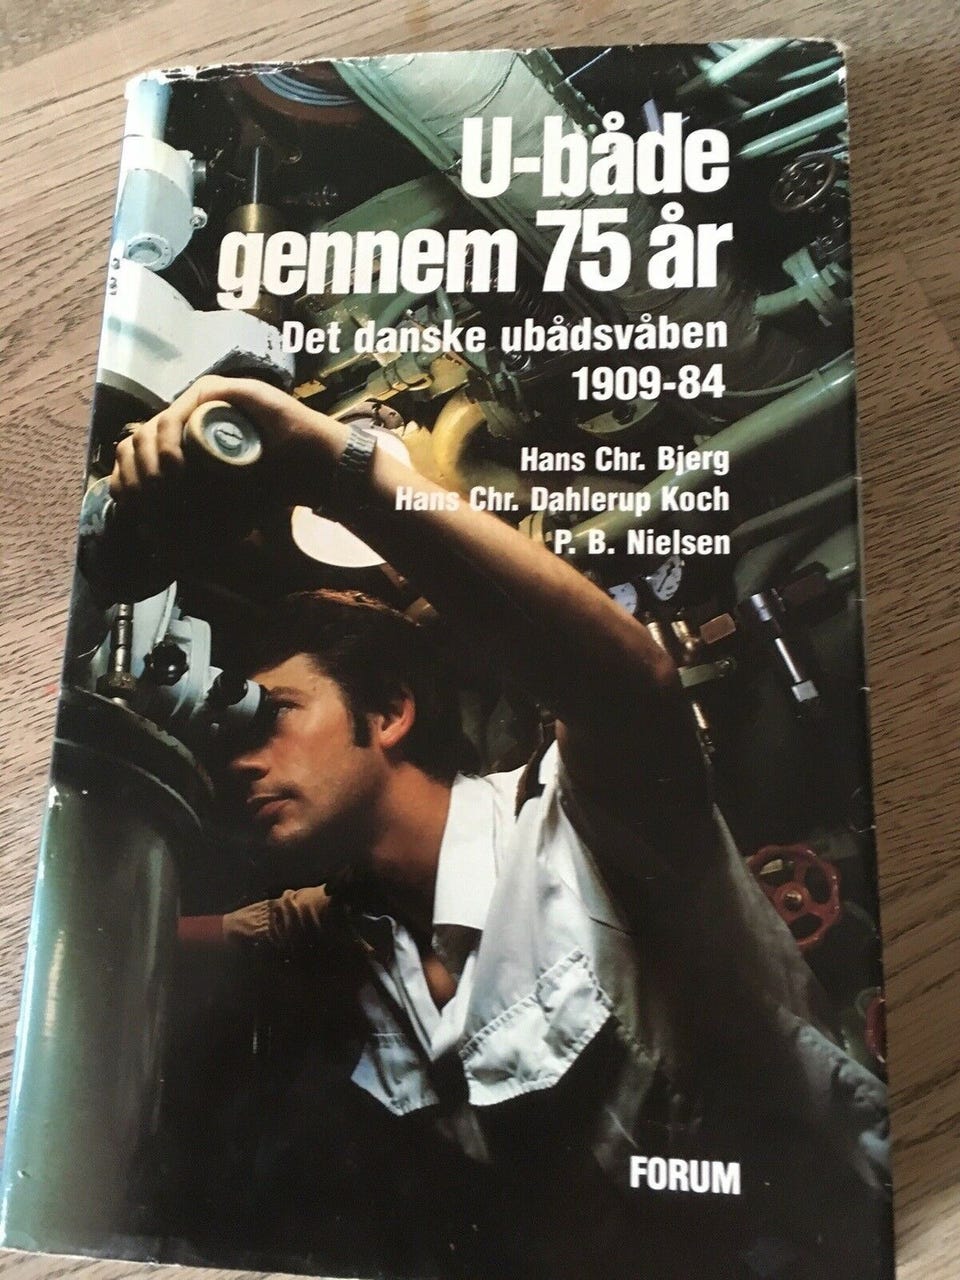 U-både
gennem 75 år
Det danske ubådsvåben
1909-84
Hans Chr. Bjerg
Hans Chr. Dahlerup Koch
P. B. Nielsen
FORUM